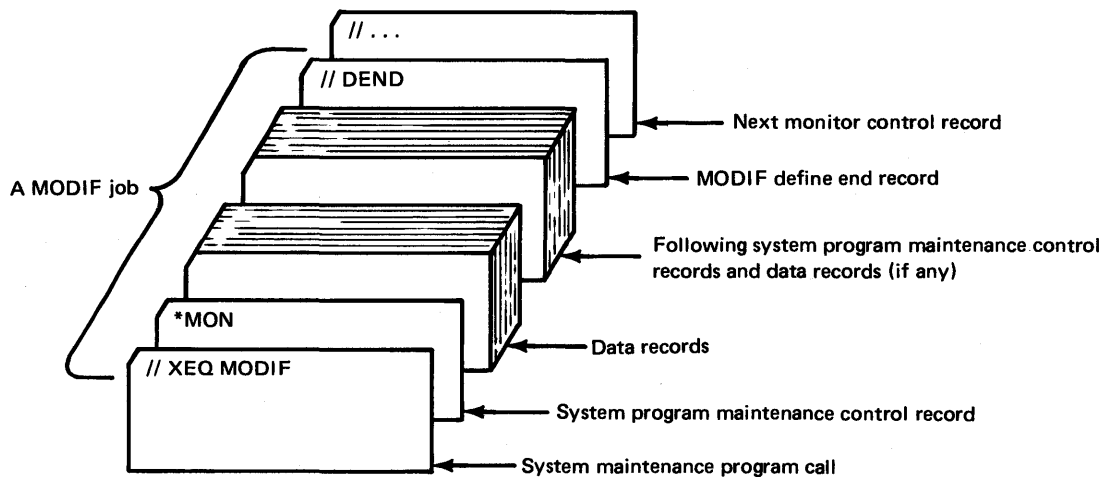 // . . .
// DEND
Next monitor control record
A MODIF job
MODIF define end record
Following system program maintenance control
records and data records (if any)
*MON
Data records
// XEQ MODIF
System program maintenance control record
System maintenance program call